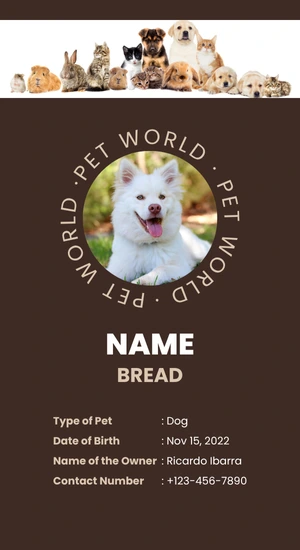 PET WORLD · PET WORLD · PET WORLD ·
NAME
BREAD
Type of Pet : Dog
Date of Birth : Nov 15, 2022
Name of the Owner : Ricardo Ibarra
Contact Number : +123-456-7890